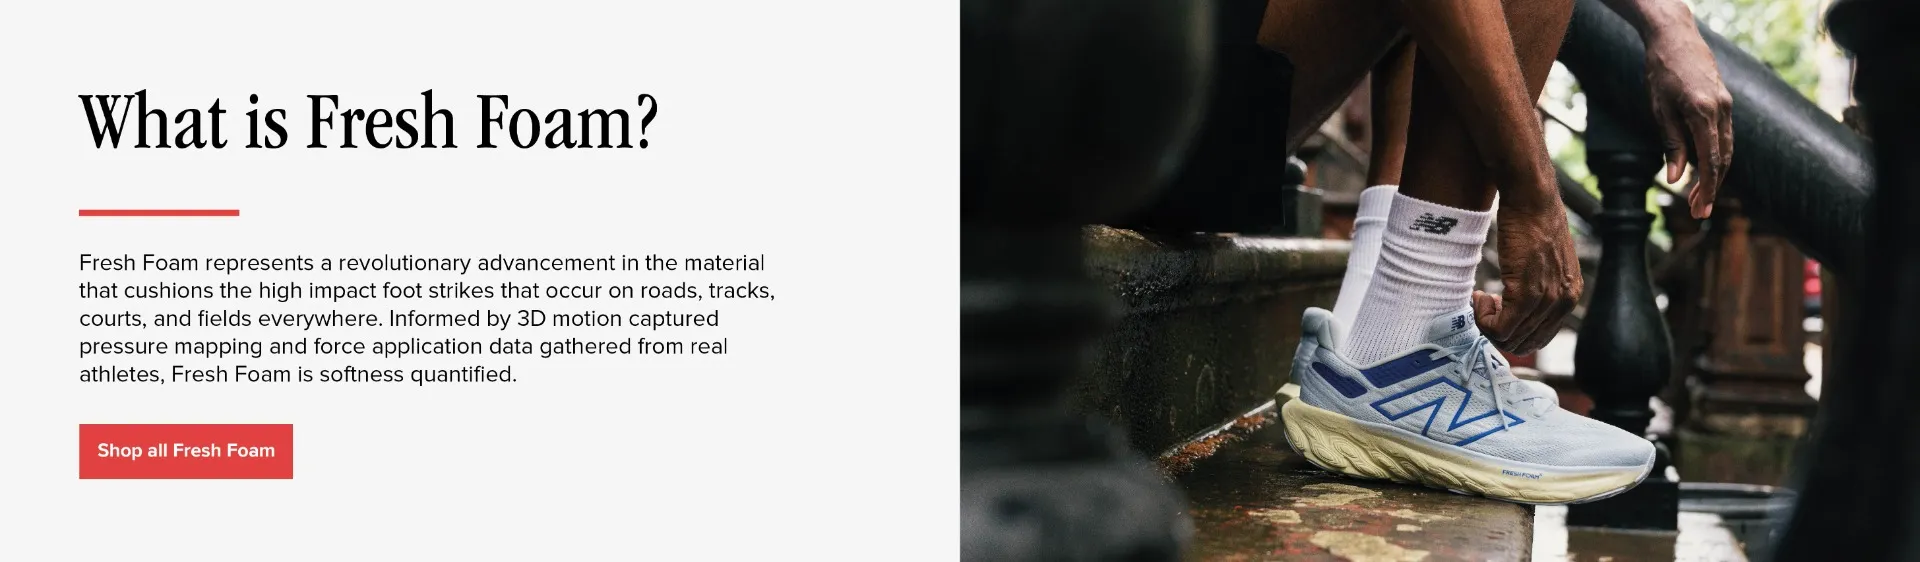 What is Fresh Foam?
Fresh Foam represents a revolutionary advancement in the material
that cushions the high impact foot strikes that occur on roads, tracks,
courts, and fields everywhere. Informed by 3D motion captured
pressure mapping and force application data gathered from real
athletes, Fresh Foam is softness quantified.
Shop all Fresh Foam
NB
NB
N
FRESH FOAM